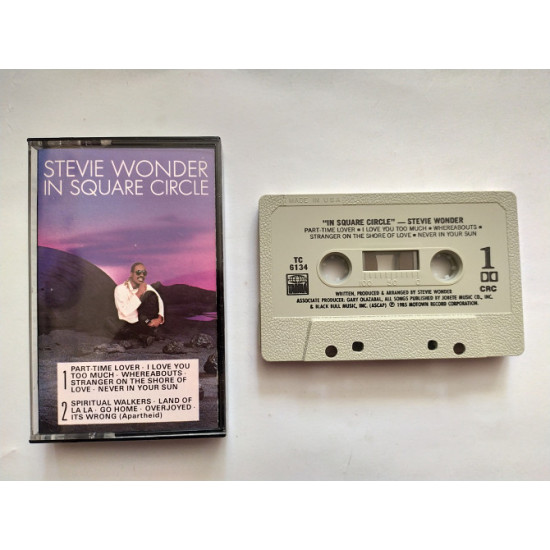 STEVIE WONDER
IN SQUARE CIRCLE
1
PART-TIME LOVER · I LOVE YOU
TOO MUCH · WHEREABOUTS ·
STRANGER ON THE SHORE OF
LOVE · NEVER IN YOUR SUN
2
SPIRITUAL WALKERS · LAND OF
LA LA · GO HOME · OVERJOYED ·
ITS WRONG (Apartheid)
MADE IN U.S.A.
"IN SQUARE CIRCLE" — STEVIE WONDER
PART-TIME LOVER • I LOVE YOU TOO MUCH • WHEREABOUTS •
STRANGER ON THE SHORE OF LOVE • NEVER IN YOUR SUN
TC
6134
1
CRC
WRITTEN, PRODUCED & ARRANGED BY STEVIE WONDER
ASSOCIATE PRODUCER: GARY OLAZABAL, ALL SONGS PUBLISHED BY JOBETE MUSIC CO., INC.
& BLACK BULL MUSIC, INC. (ASCAP) ℗ 1985 MOTOWN RECORD CORPORATION.